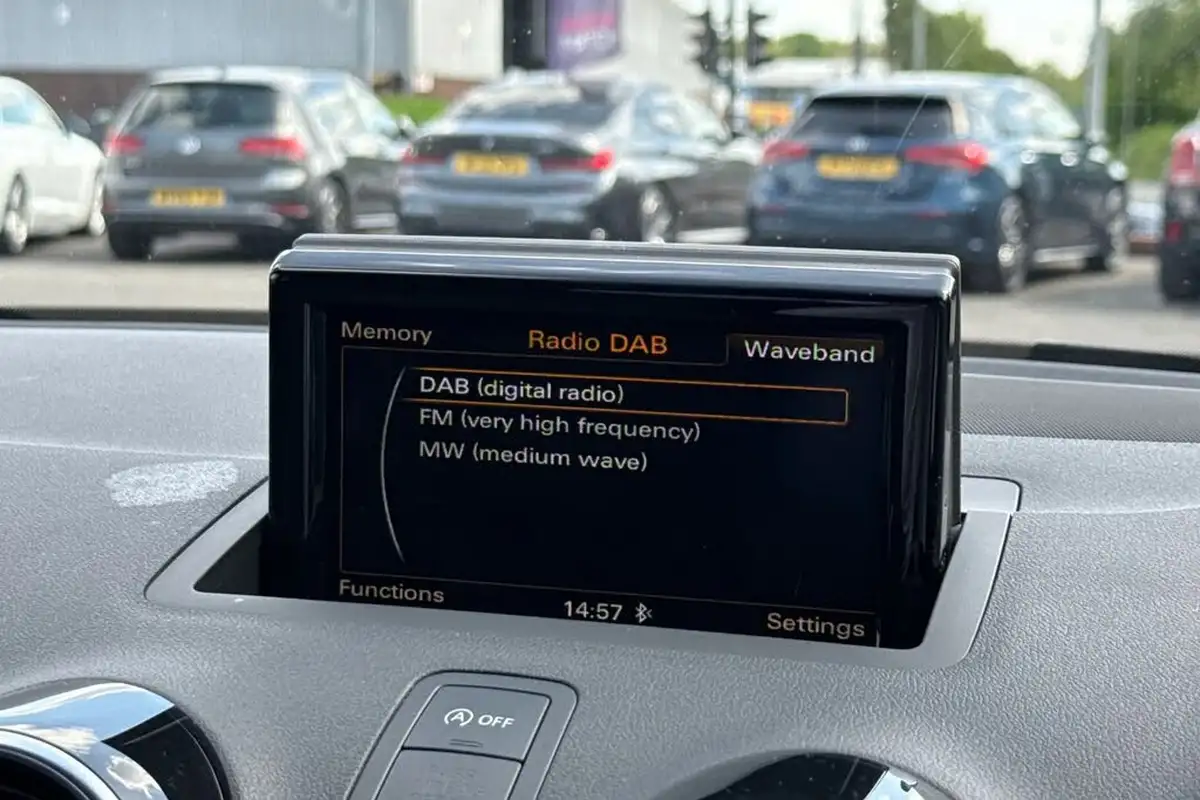 Memory
Radio DAB
Waveband
DAB (digital radio)
FM (very high frequency)
MW (medium wave)
Functions
14:57
Settings
A OFF